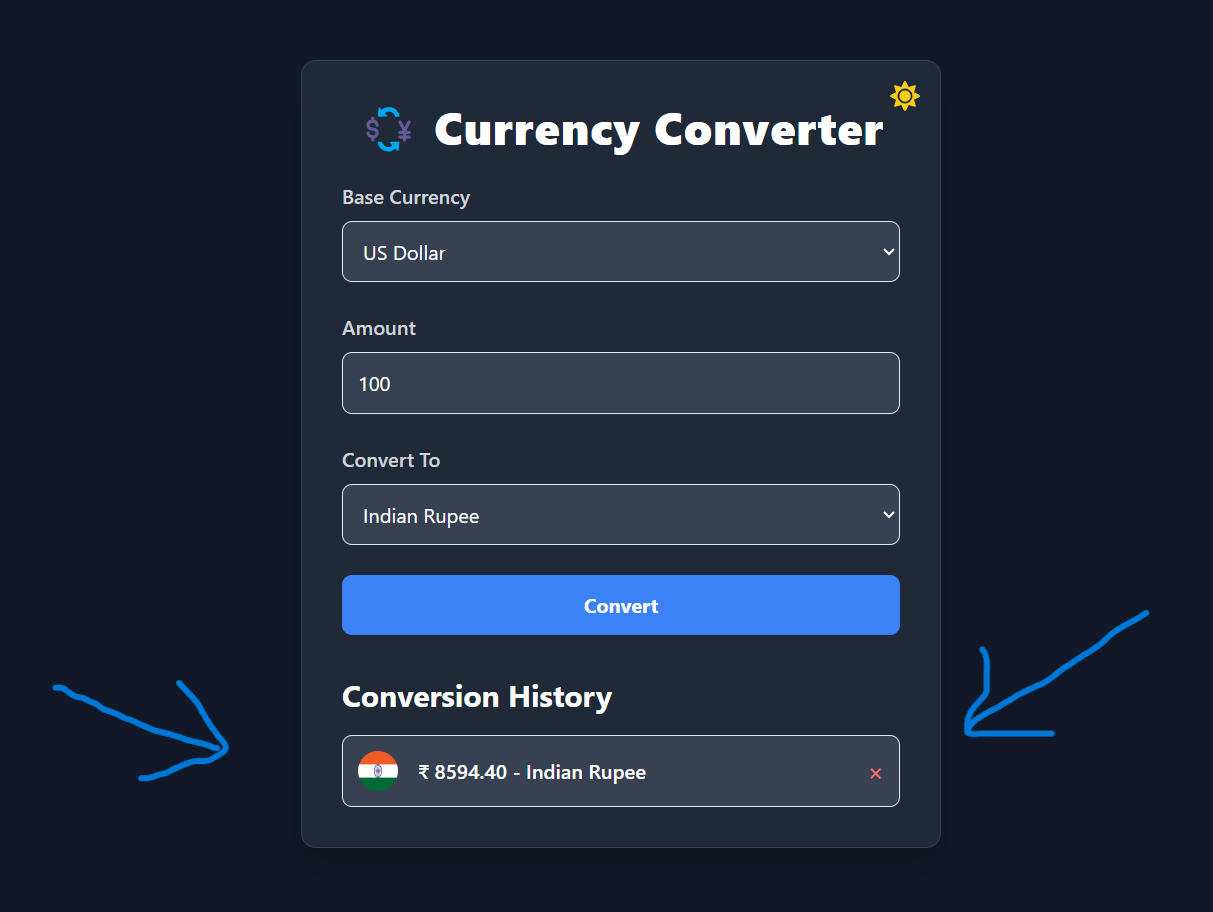 Currency Converter
Base Currency
US Dollar
Amount
100
Convert To
Indian Rupee
Convert
Conversion History
₹ 8594.40 - Indian Rupee